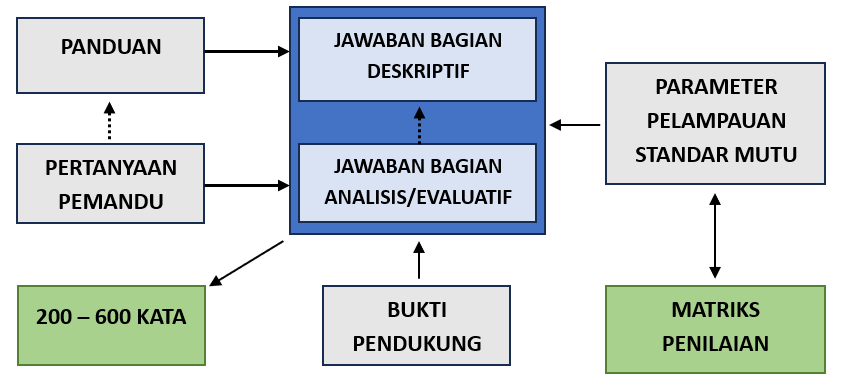 PANDUAN
JAWABAN BAGIAN
DESKRIPTIF
PARAMETER
PELAMPAUAN
STANDAR MUTU
PERTANYAAN
PEMANDU
JAWABAN BAGIAN
ANALISIS/EVALUATIF
200 – 600 KATA
BUKTI
PENDUKUNG
MATRIKS
PENILAIAN